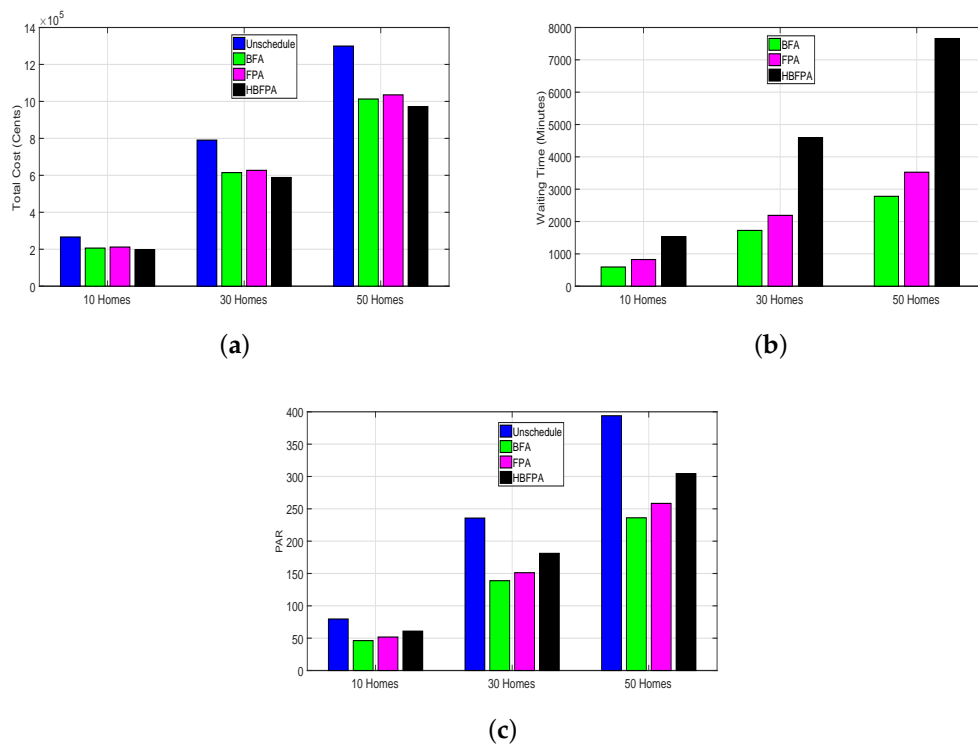 ×10^5
14
12
10
8
6
4
2
0
Total Cost (Cents)
Unschedule
BFA
FPA
HBFPA
10 Homes
30 Homes
50 Homes
(a)
8000
7000
6000
5000
4000
3000
2000
1000
0
Waiting Time (Minutes)
BFA
FPA
HBFPA
10 Homes
30 Homes
50 Homes
(b)
400
350
300
250
200
150
100
50
0
PAR
Unschedule
BFA
FPA
HBFPA
10 Homes
30 Homes
50 Homes
(c)